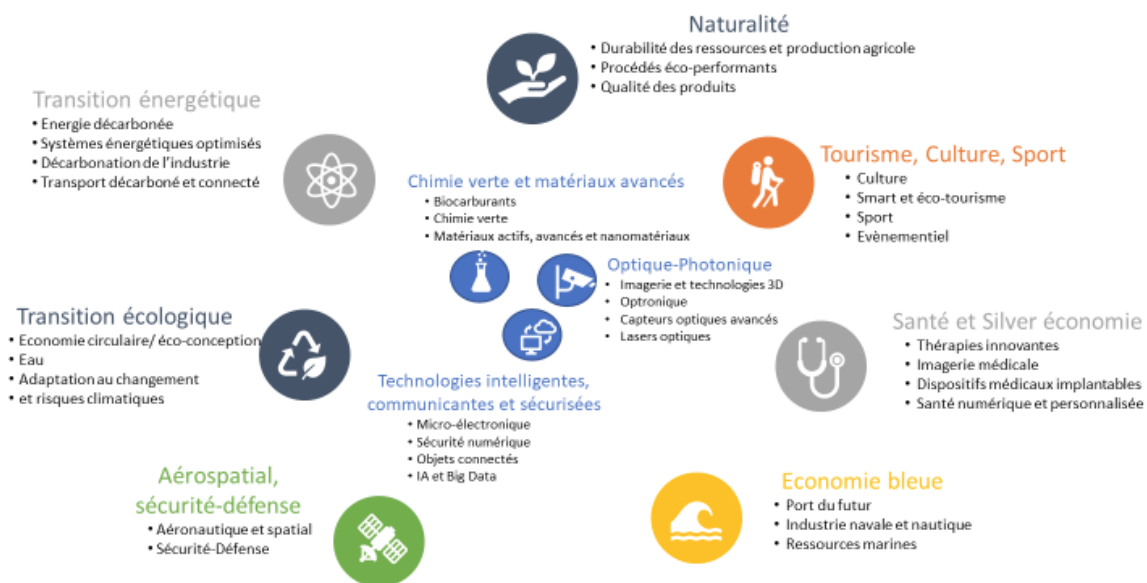 Naturalité
• Durabilité des ressources et production agricole
• Procédés éco-performants
• Qualité des produits
Transition énergétique
• Energie décarbonée
• Systèmes énergétiques optimisés
• Décarbonation de l'industrie
• Transport décarboné et connecté
Tourisme, Culture, Sport
• Culture
• Smart et éco-tourisme
• Sport
• Evènementiel
Chimie verte et matériaux avancés
• Biocarburants
• Chimie verte
• Matériaux actifs, avancés et nanomatériaux
Optique-Photonique
• Imagerie et technologies 3D
• Optronique
• Capteurs optiques avancés
• Lasers optiques
Transition écologique
• Economie circulaire/ éco-conception
• Eau
• Adaptation au changement
• et risques climatiques
Santé et Silver économie
• Thérapies innovantes
• Imagerie médicale
• Dispositifs médicaux implantables
• Santé numérique et personnalisée
Technologies intelligentes,
communicantes et sécurisées
• Micro-électronique
• Sécurité numérique
• Objets connectés
• IA et Big Data
Aérospatial,
sécurité-défense
• Aéronautique et spatial
• Sécurité-Défense
Economie bleue
• Port du futur
• Industrie navale et nautique
• Ressources marines